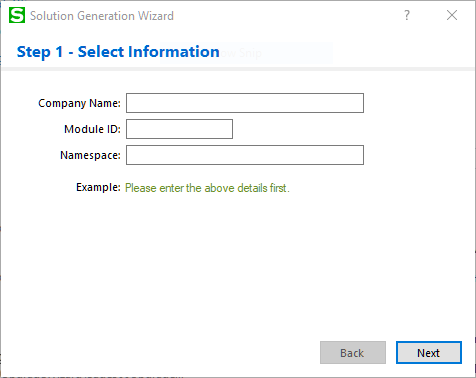 S Solution Generation Wizard ?
Step 1 - Select Information
Company Name:
Module ID:
Namespace:
Example: Please enter the above details first.
Back Next